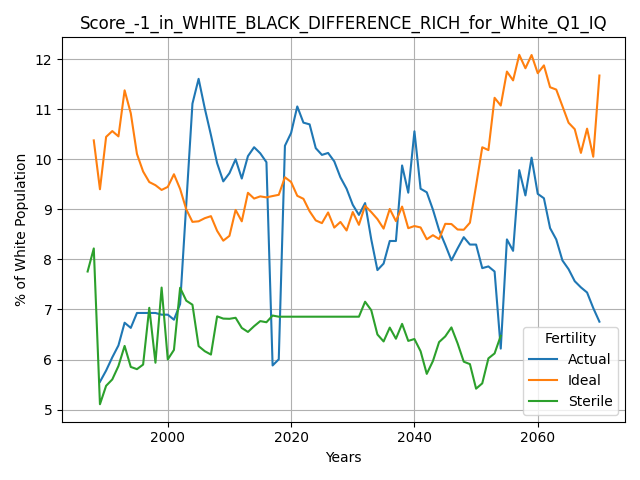 Score_-1_in_WHITE_BLACK_DIFFERENCE_RICH_for_White_Q1_IQ
% of White Population
12
11
10
9
8
7
6
5
2000
2020
2040
2060
Years
Fertility
Actual
Ideal
Sterile